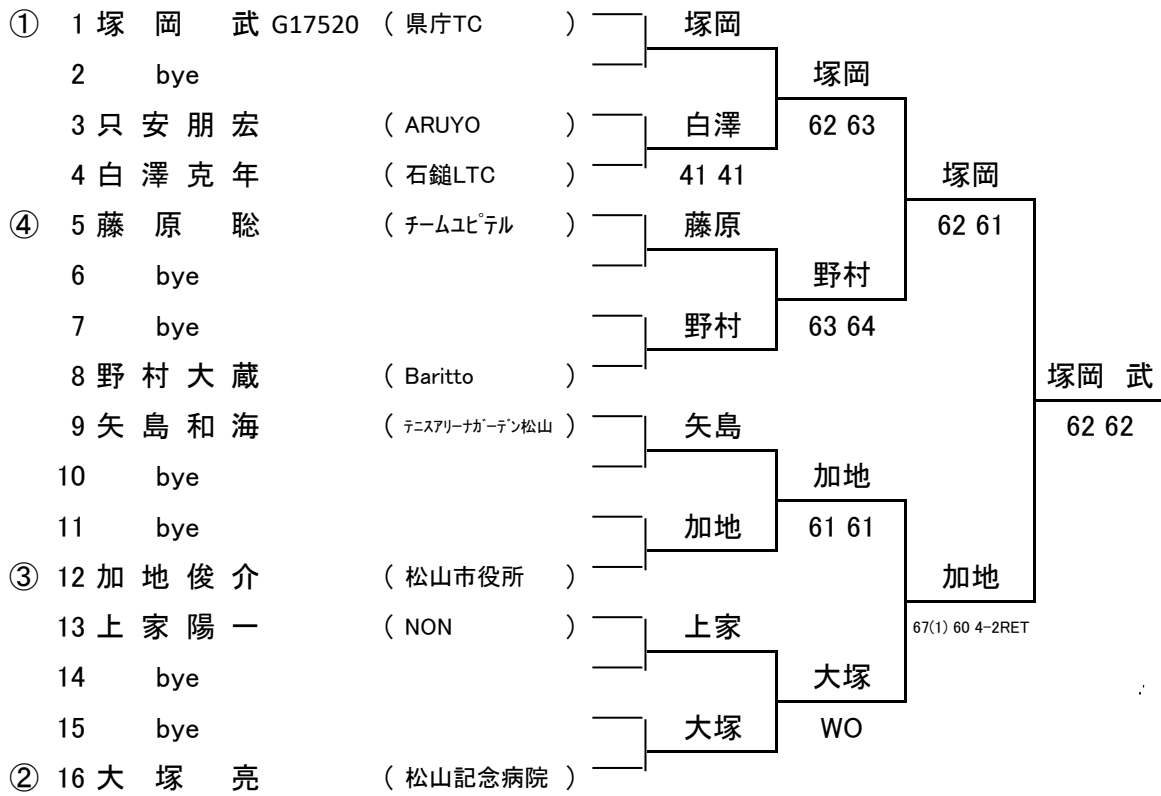 ① 1 塚 岡 武 G17520 ( 県庁TC ) 塚岡
2 bye 塚岡
3 只 安 朋 宏 ( ARUYO ) 白澤 62 63
4 白 澤 克 年 ( 石鎚LTC ) 41 41 塚岡
④ 5 藤 原 聡 ( チームユピテル ) 藤原 62 61
6 bye 野村
7 bye 野村 63 64
8 野 村 大 蔵 ( Baritto ) 塚岡 武
9 矢 島 和 海 ( テニスアリーナガーデン松山 ) 矢島 62 62
10 bye 加地
11 bye 加地 61 61
③ 12 加 地 俊 介 ( 松山市役所 ) 加地
13 上 家 陽 一 ( NON ) 上家 67(1) 60 4-2RET
14 bye 大塚
15 bye 大塚 WO
② 16 大 塚 亮 ( 松山記念病院 )